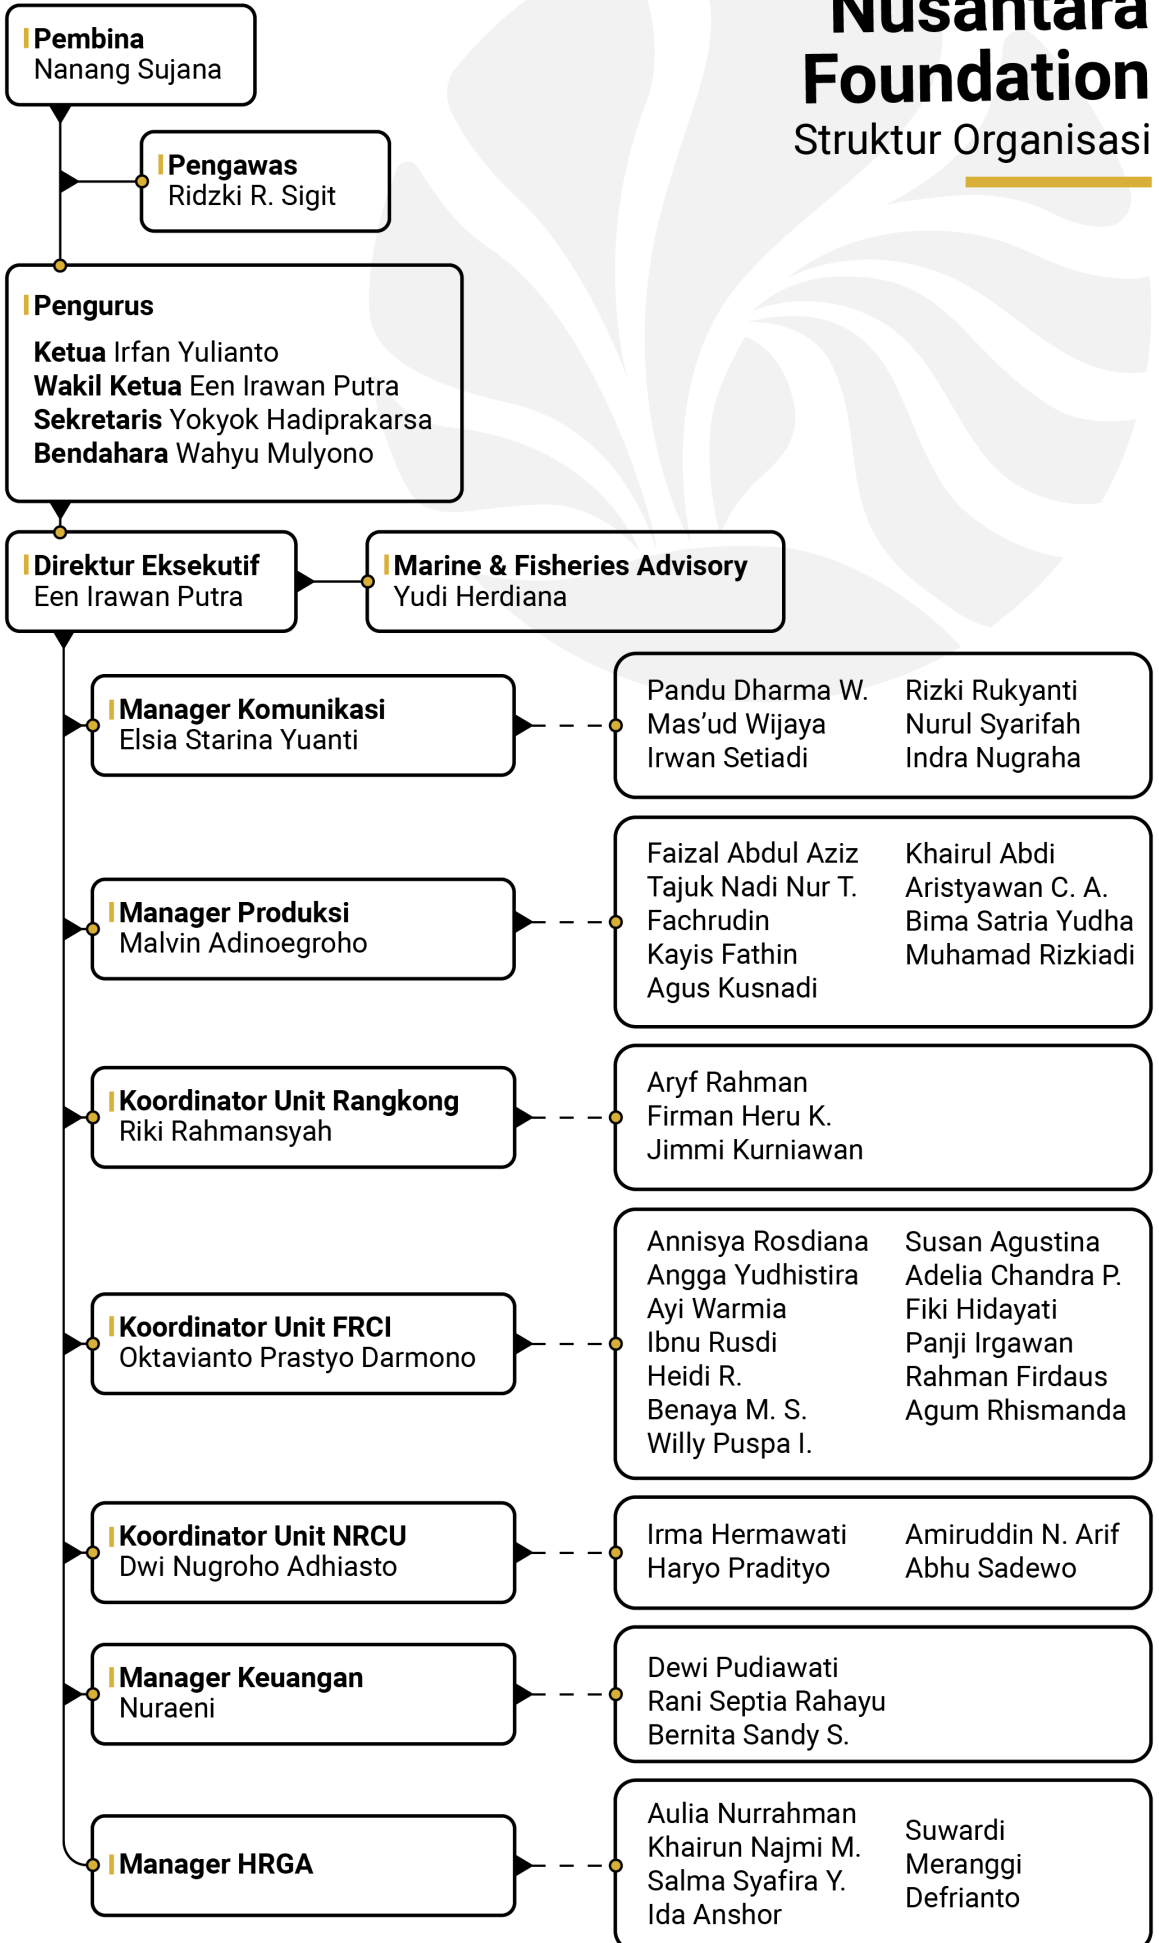 Nusantara
Foundation
Struktur Organisasi
Pembina
Nanang Sujana
Pengawas
Ridzki R. Sigit
Pengurus
Ketua Irfan Yulianto
Wakil Ketua Een Irawan Putra
Sekretaris Yokyok Hadiprakarsa
Bendahara Wahyu Mulyono
Direktur Eksekutif
Een Irawan Putra
Marine & Fisheries Advisory
Yudi Herdiana
Manager Komunikasi
Elsia Starina Yuanti
Pandu Dharma W.
Mas’ud Wijaya
Irwan Setiadi
Rizki Rukyanti
Nurul Syarifah
Indra Nugraha
Manager Produksi
Malvin Adinoegroho
Faizal Abdul Aziz
Tajuk Nadi Nur T.
Fachrudin
Kayis Fathin
Agus Kusnadi
Khairul Abdi
Aristyawan C. A.
Bima Satria Yudha
Muhamad Rizkiadi
Koordinator Unit Rangkong
Riki Rahmansyah
Aryf Rahman
Firman Heru K.
Jimmi Kurniawan
Koordinator Unit FRCI
Oktavianto Prastyo Darmono
Annisya Rosdiana
Angga Yudhistira
Ayi Warmia
Ibnu Rusdi
Heidi R.
Benaya M. S.
Willy Puspa I.
Susan Agustina
Adelia Chandra P.
Fiki Hidayati
Panji Irgawan
Rahman Firdaus
Agum Rhismanda
Koordinator Unit NRCU
Dwi Nugroho Adhiasto
Irma Hermawati
Haryo Pradityo
Amiruddin N. Arif
Abhu Sadewo
Manager Keuangan
Nuraeni
Dewi Pudiawati
Rani Septia Rahayu
Bernita Sandy S.
Manager HRGA
Aulia Nurrahman
Khairun Najmi M.
Salma Syafira Y.
Ida Anshor
Suwardi
Meranggi
Defrianto